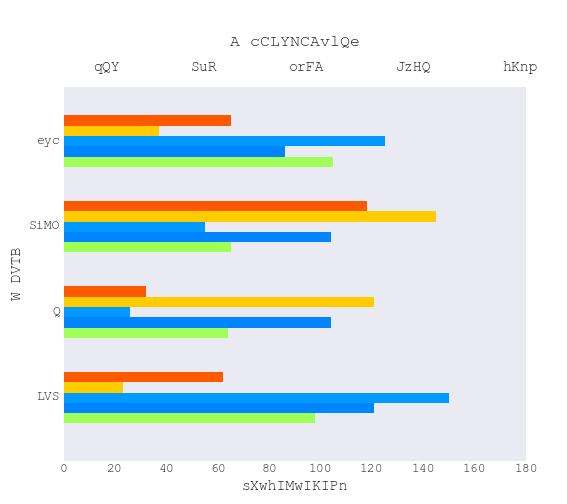 A cCLYNCAvlQe
qQY SuR orFA JzHQ hKnp
eyc
SiMO
Q
LVS
W DVTB
0 20 40 60 80 100 120 140 160 180
sXwhIMwIKIPn